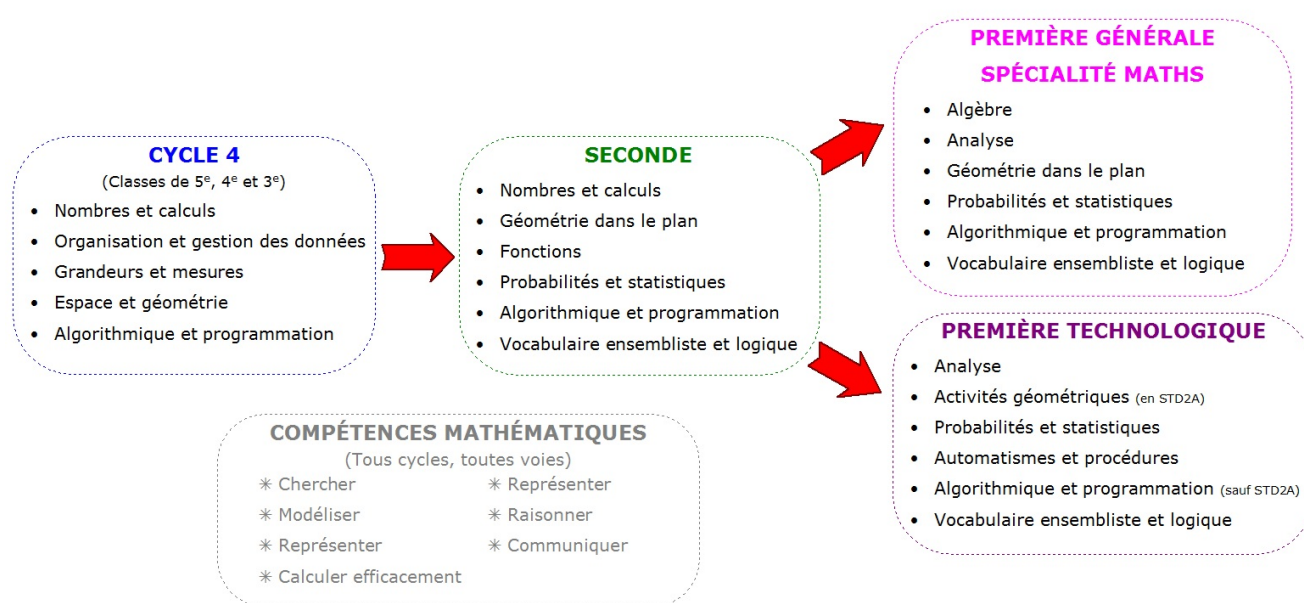 CYCLE 4
(Classes de 5e, 4e et 3e)
• Nombres et calculs
• Organisation et gestion des données
• Grandeurs et mesures
• Espace et géométrie
• Algorithmique et programmation
SECONDE
• Nombres et calculs
• Géométrie dans le plan
• Fonctions
• Probabilités et statistiques
• Algorithmique et programmation
• Vocabulaire ensembliste et logique
PREMIÈRE GÉNÉRALE
SPÉCIALITÉ MATHS
• Algèbre
• Analyse
• Géométrie dans le plan
• Probabilités et statistiques
• Algorithmique et programmation
• Vocabulaire ensembliste et logique
PREMIÈRE TECHNOLOGIQUE
• Analyse
• Activités géométriques (en STD2A)
• Probabilités et statistiques
• Automatismes et procédures
• Algorithmique et programmation (sauf STD2A)
• Vocabulaire ensembliste et logique
COMPÉTENCES MATHÉMATIQUES
(Tous cycles, toutes voies)
✳ Chercher
✳ Modéliser
✳ Représenter
✳ Calculer efficacement
✳ Représenter
✳ Raisonner
✳ Communiquer